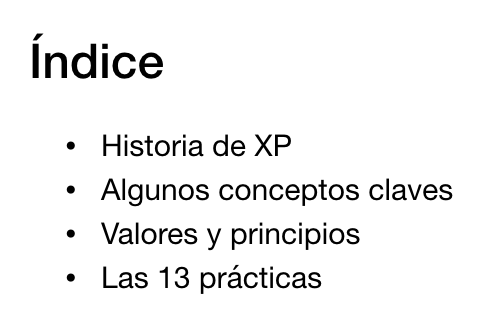 Índice
• Historia de XP
• Algunos conceptos claves
• Valores y principios
• Las 13 prácticas